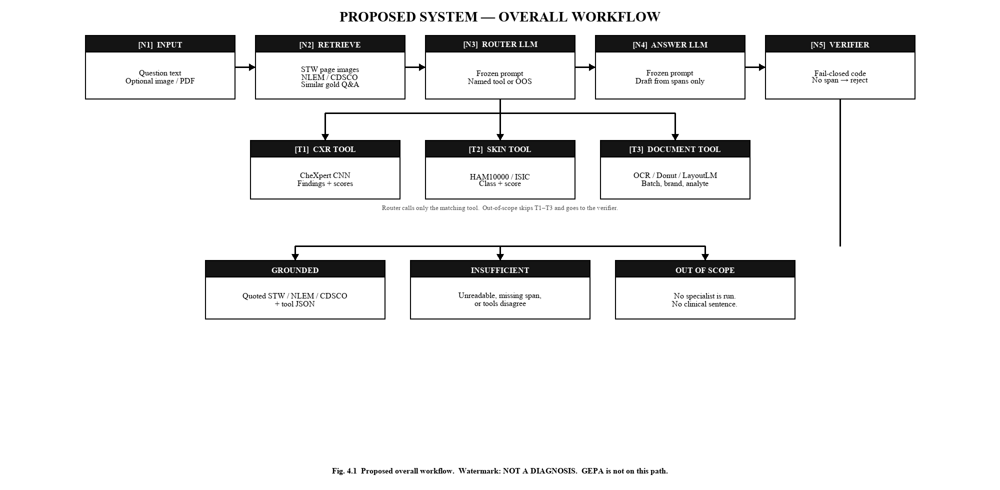 PROPOSED SYSTEM — OVERALL WORKFLOW
[N1] INPUT
Question text
Optional image / PDF
[N2] RETRIEVE
STW page images
NLEM / CDSCO
Similar gold Q&A
[N3] ROUTER LLM
Frozen prompt
Named tool or OOS
[N4] ANSWER LLM
Frozen prompt
Draft from spans only
[N5] VERIFIER
Fail-closed code
No span → reject
[T1] CXR TOOL
CheXpert CNN
Findings + scores
[T2] SKIN TOOL
HAM10000 / ISIC
Class + score
[T3] DOCUMENT TOOL
OCR / Donut / LayoutLM
Batch, brand, analyte
Router calls only the matching tool. Out-of-scope skips T1–T3 and goes to the verifier.
GROUNDED
Quoted STW / NLEM / CDSCO
+ tool JSON
INSUFFICIENT
Unreadable, missing span,
or tools disagree
OUT OF SCOPE
No specialist is run.
No clinical sentence.
Fig. 4.1 Proposed overall workflow. Watermark: NOT A DIAGNOSIS. GEPA is not on this path.